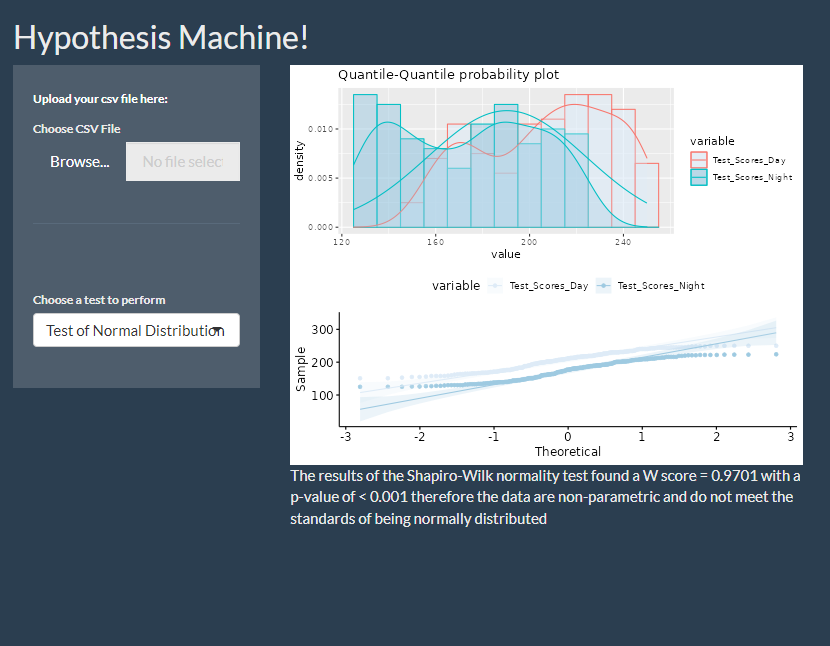 Hypothesis Machine!
Upload your csv file here:
Choose CSV File
Browse... No file selec
Choose a test to perform
Test of Normal Distribution
Quantile-Quantile probability plot
density
0.010
0.005
0.000
120 160 200 240
value
variable
Test_Scores_Day
Test_Scores_Night
variable Test_Scores_Day Test_Scores_Night
Sample
300
200
100
-3 -2 -1 0 1 2 3
Theoretical
The results of the Shapiro-Wilk normality test found a W score = 0.9701 with a
p-value of < 0.001 therefore the data are non-parametric and do not meet the
standards of being normally distributed